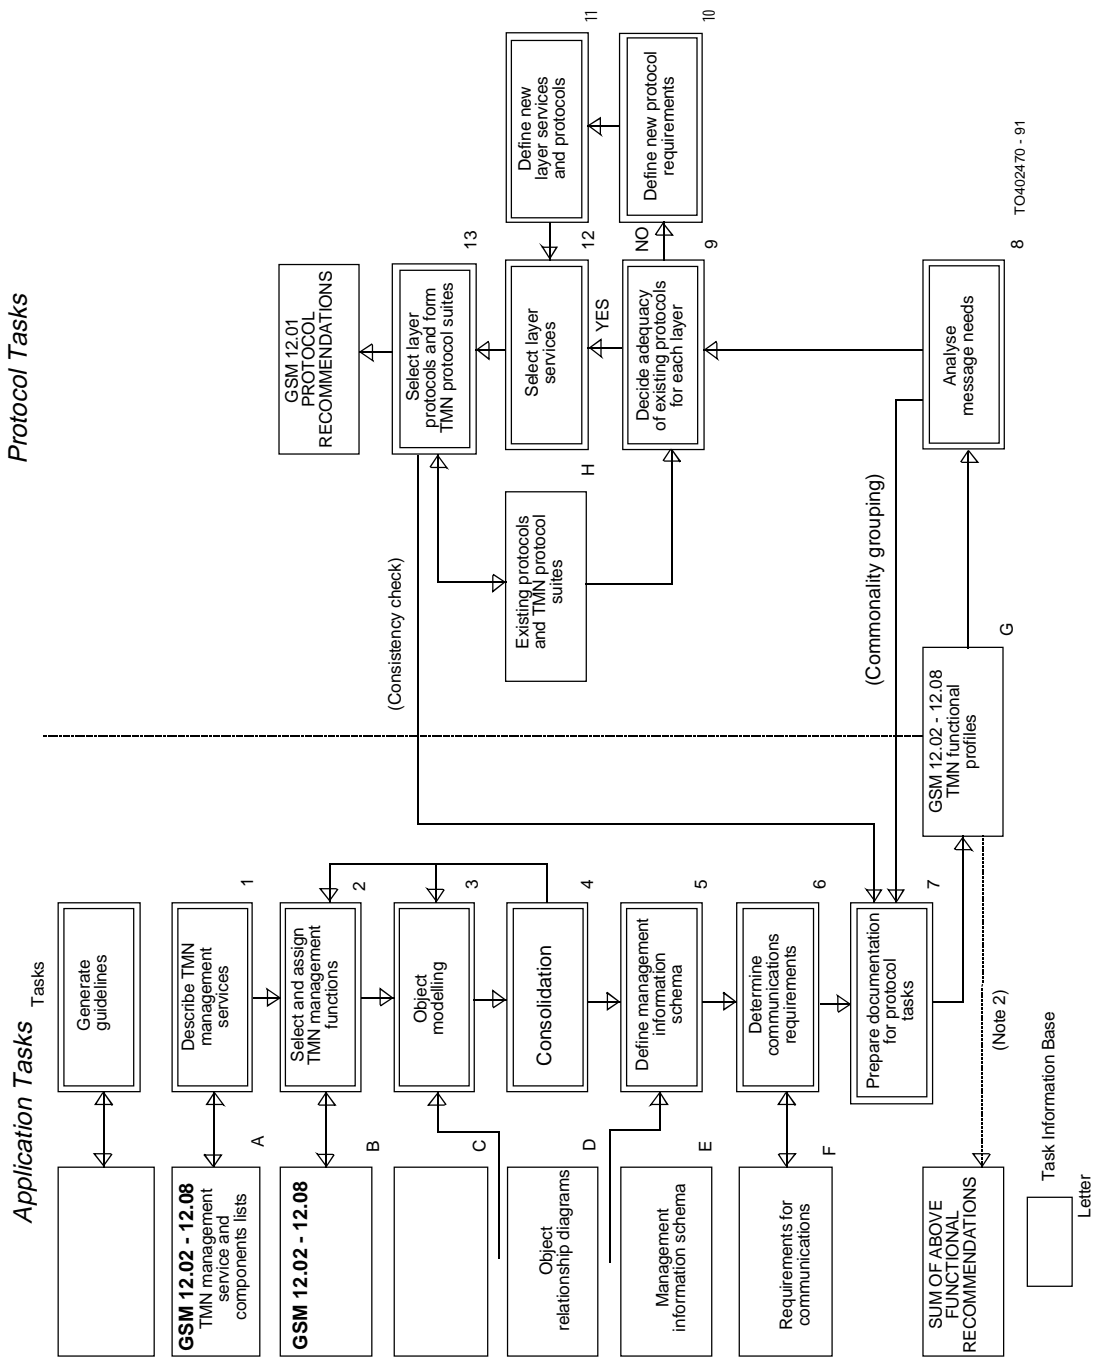 Application Tasks
Protocol Tasks
Tasks
Generate
guidelines
Describe TMN
management
services
1
GSM 12.02 - 12.08
TMN management
service and
components lists
A
Select and assign
TMN management
functions
2
GSM 12.02 - 12.08
B
Object
modelling
3
C
Consolidation
4
Object
relationship diagrams
D
Define management
information
schema
5
Management
information schema
E
Determine
communications
requirements
6
Requirements for
communications
F
Prepare documentation
for protocol
tasks
7
SUM OF ABOVE
FUNCTIONAL
RECOMMENDATIONS
(Note 2)
GSM 12.02 - 12.08
TMN functional
profiles
G
(Consistency check)
(Commonality grouping)
GSM 12.01
PROTOCOL
RECOMMENDATIONS
Select layer
protocols and form
TMN protocol suites
13
Existing protocols
and TMN protocol
suites
H
Select layer
services
12
Define new
layer services
and protocols
11
YES
Decide adequacy
of existing protocols
for each layer
9
NO
Define new protocol
requirements
10
Analyse
message needs
8
Task Information Base
Letter
TO402470 - 91